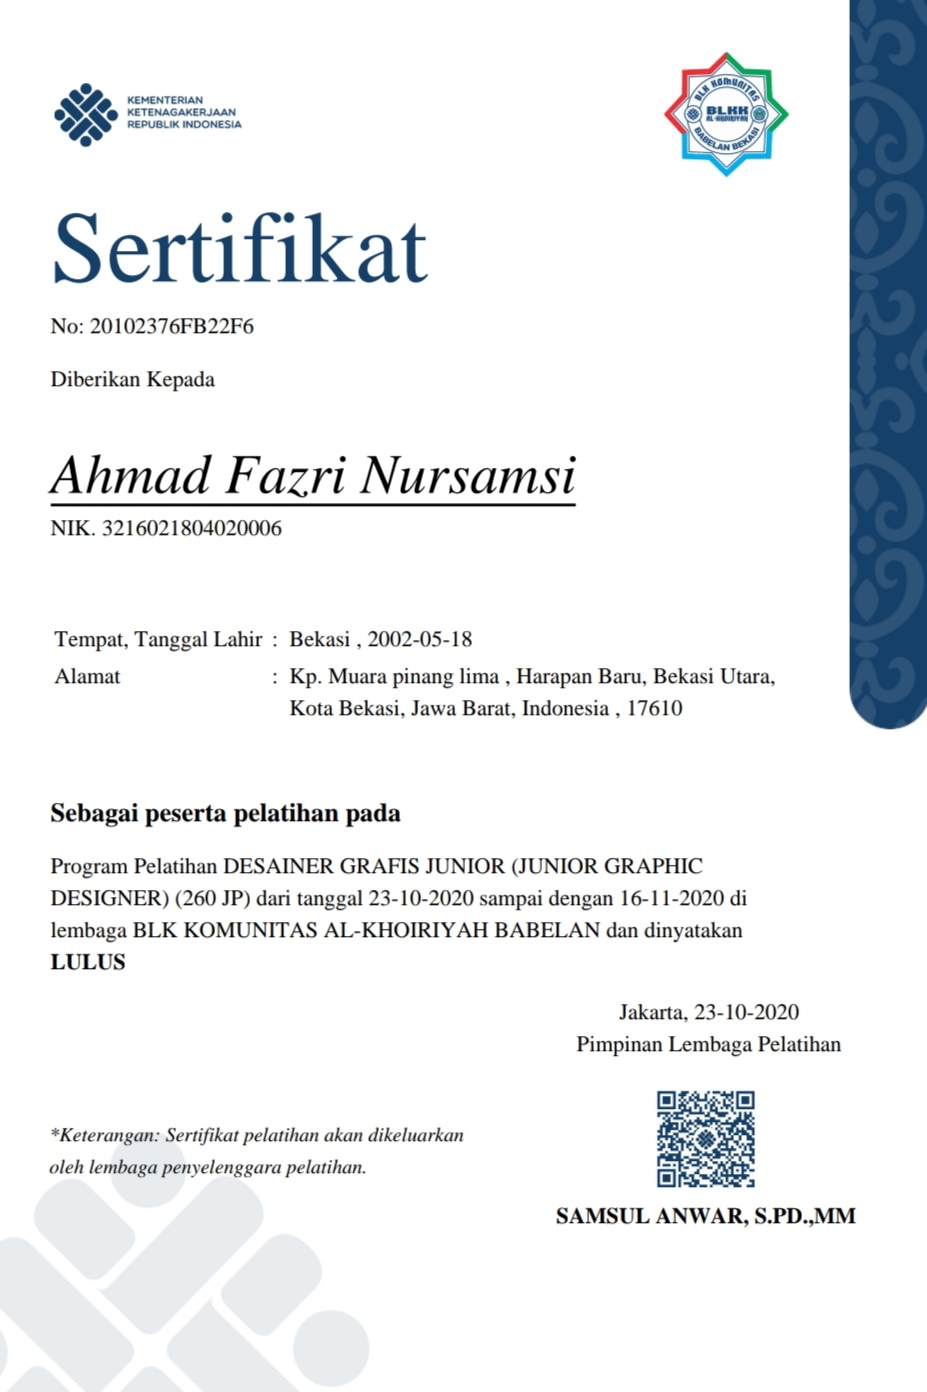 KEMENTERIAN
KETENAGAKERJAAN
REPUBLIK INDONESIA
BLK KOMUNITAS
BLKK
AL-KHOIRIYAH
BABELAN BEKASI
Sertifikat
No: 20102376FB22F6
Diberikan Kepada
Ahmad Fazri Nursamsi
NIK. 3216021804020006
Tempat, Tanggal Lahir : Bekasi , 2002-05-18
Alamat : Kp. Muara pinang lima , Harapan Baru, Bekasi Utara,
Kota Bekasi, Jawa Barat, Indonesia , 17610
Sebagai peserta pelatihan pada
Program Pelatihan DESAINER GRAFIS JUNIOR (JUNIOR GRAPHIC
DESIGNER) (260 JP) dari tanggal 23-10-2020 sampai dengan 16-11-2020 di
lembaga BLK KOMUNITAS AL-KHOIRIYAH BABELAN dan dinyatakan
LULUS
Jakarta, 23-10-2020
Pimpinan Lembaga Pelatihan
*Keterangan: Sertifikat pelatihan akan dikeluarkan
oleh lembaga penyelenggara pelatihan.
SAMSUL ANWAR, S.PD.,MM